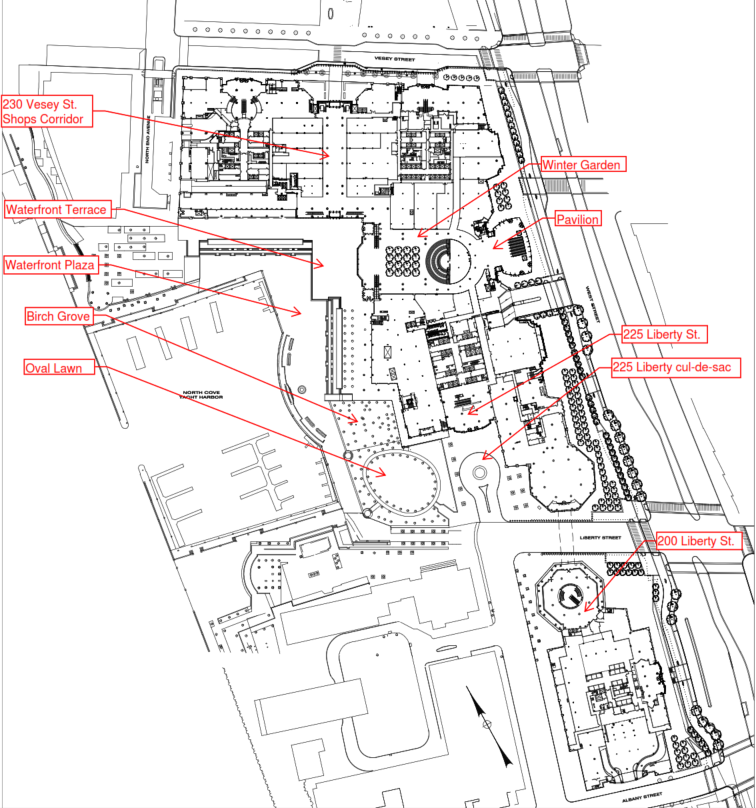 VESEY STREET
230 Vesey St.
Shops Corridor
NORTH END AVENUE
Winter Garden
Waterfront Terrace
Pavilion
Waterfront Plaza
WEST STREET
Birch Grove
225 Liberty St.
Oval Lawn
225 Liberty cul-de-sac
NORTH COVE
YACHT HARBOR
LIBERTY STREET
200 Liberty St.
ALBANY STREET